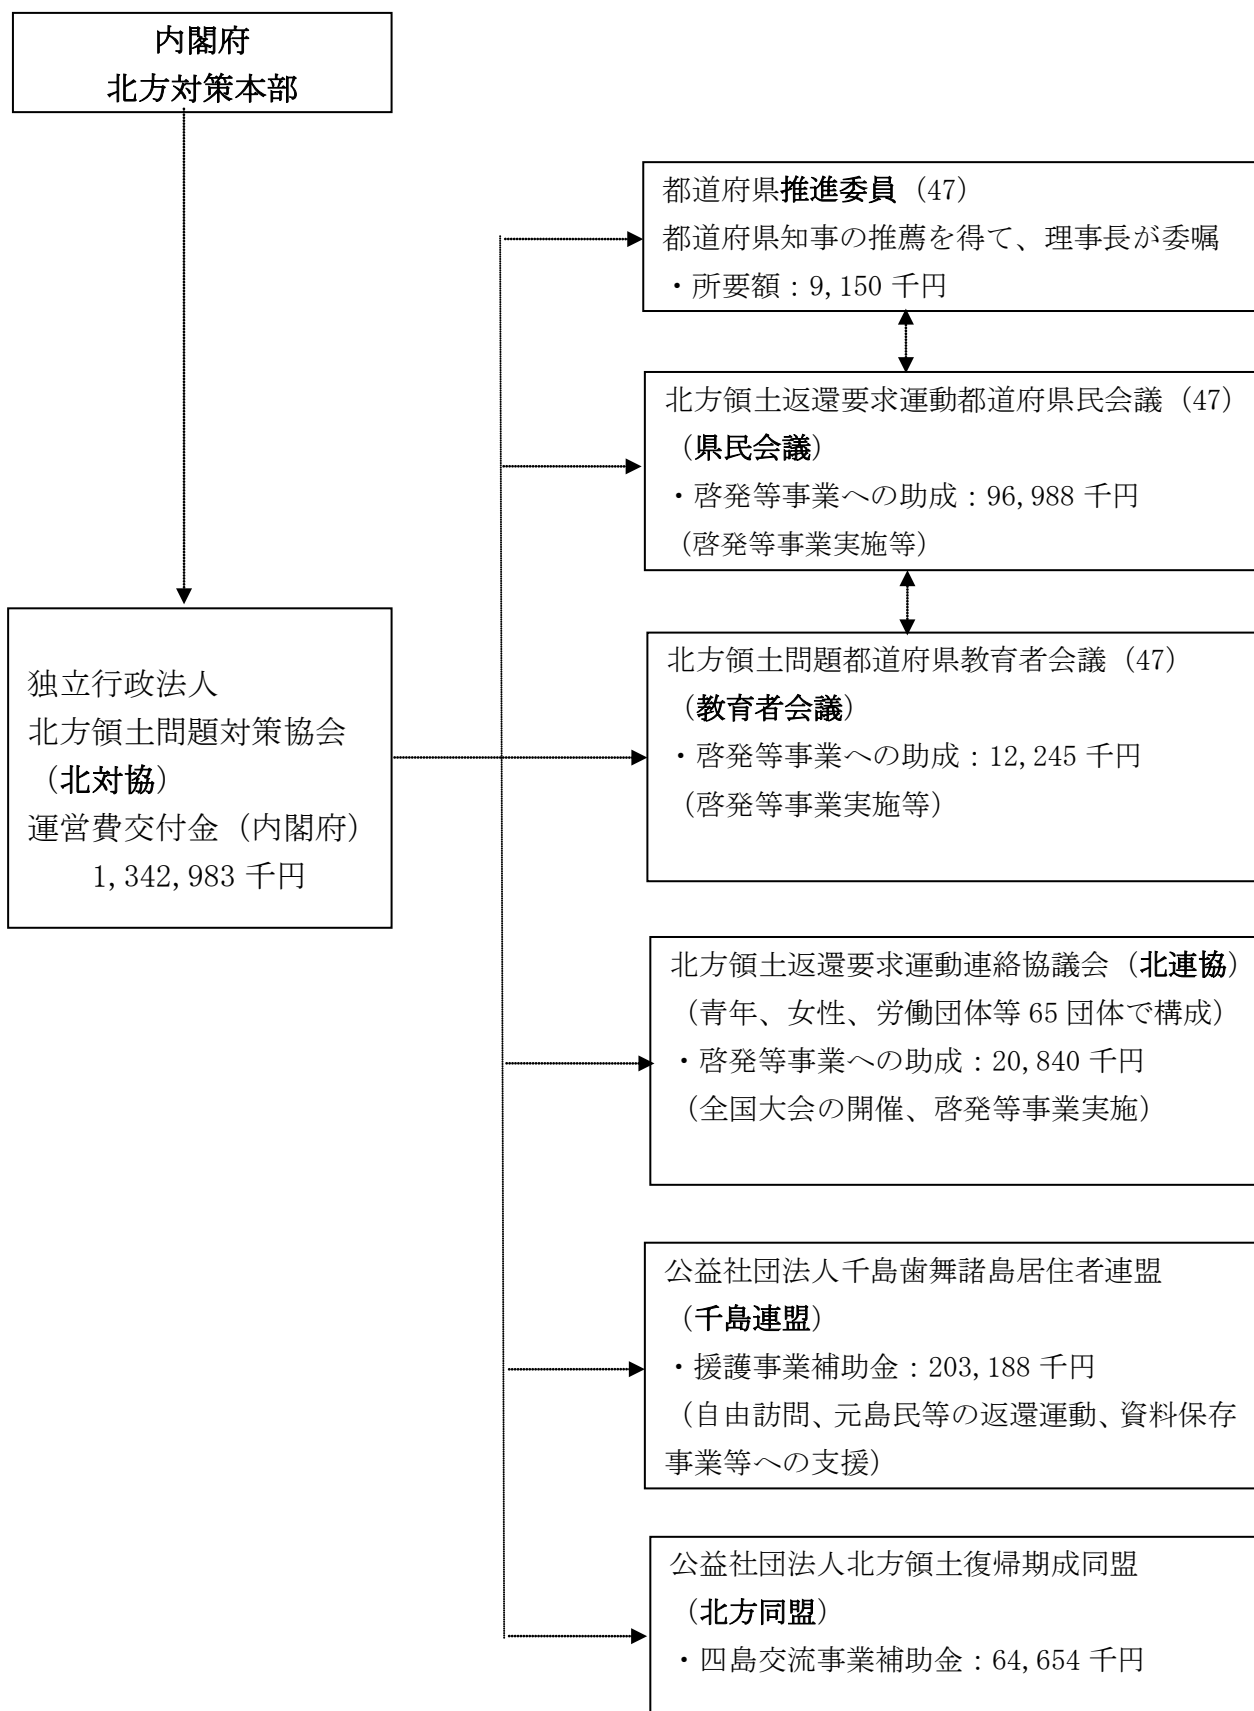 内閣府
北方対策本部
都道府県推進委員（47）
都道府県知事の推薦を得て、理事長が委嘱
・所要額：9,150 千円
北方領土返還要求運動都道府県民会議（47）
（県民会議）
・啓発等事業への助成：96,988 千円
（啓発等事業実施等）
独立行政法人
北方領土問題対策協会
（北対協）
運営費交付金（内閣府）
1,342,983 千円
北方領土問題都道府県教育者会議（47）
（教育者会議）
・啓発等事業への助成：12,245 千円
（啓発等事業実施等）
北方領土返還要求運動連絡協議会（北連協）
（青年、女性、労働団体等 65 団体で構成）
・啓発等事業への助成：20,840 千円
（全国大会の開催、啓発等事業実施）
公益社団法人千島歯舞諸島居住者連盟
（千島連盟）
・援護事業補助金：203,188 千円
（自由訪問、元島民等の返還運動、資料保存
事業等への支援）
公益社団法人北方領土復帰期成同盟
（北方同盟）
・四島交流事業補助金：64,654 千円